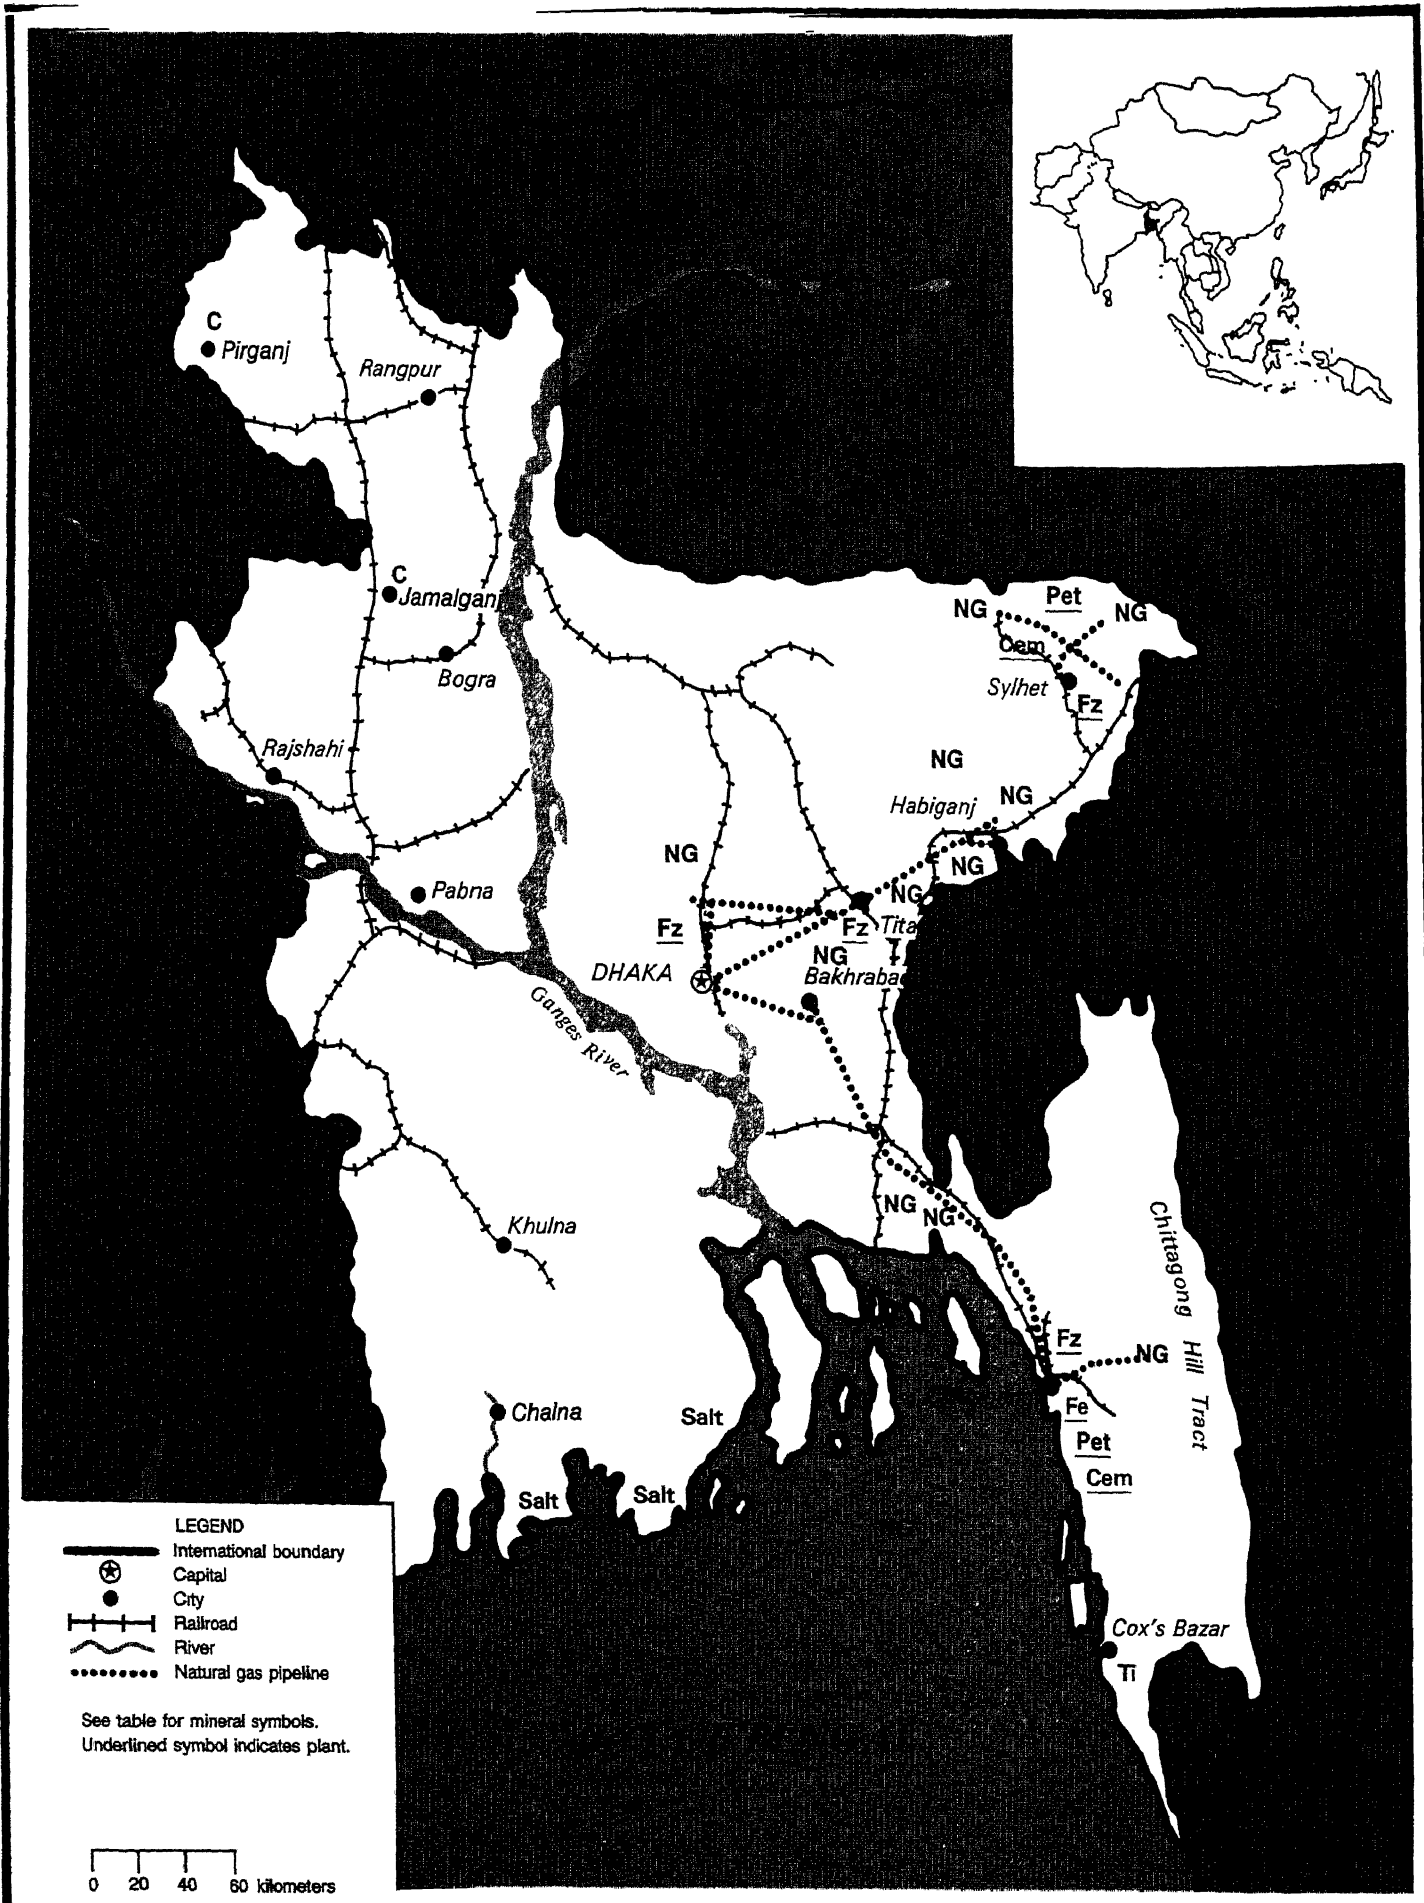 C
Pirganj
Rangpur
C
Jamalganj
Bogra
NG
Pet
NG
Cem
Sylhet
Fz
Rajshahi
NG
Habiganj
NG
NG
NG
Pabna
NG
Fz
Fz
Tita
NG
DHAKA
Bakhrabad
Ganges River
NG
NG
Khulna
Chittagong Hill Tract
Fz
NG
Fe
Chalna
Salt
Pet
Cem
Salt
Salt
LEGEND
International boundary
Capital
City
Railroad
River
Natural gas pipeline
Cox's Bazar
Ti
See table for mineral symbols.
Underlined symbol indicates plant.
0 20 40 60 kilometers